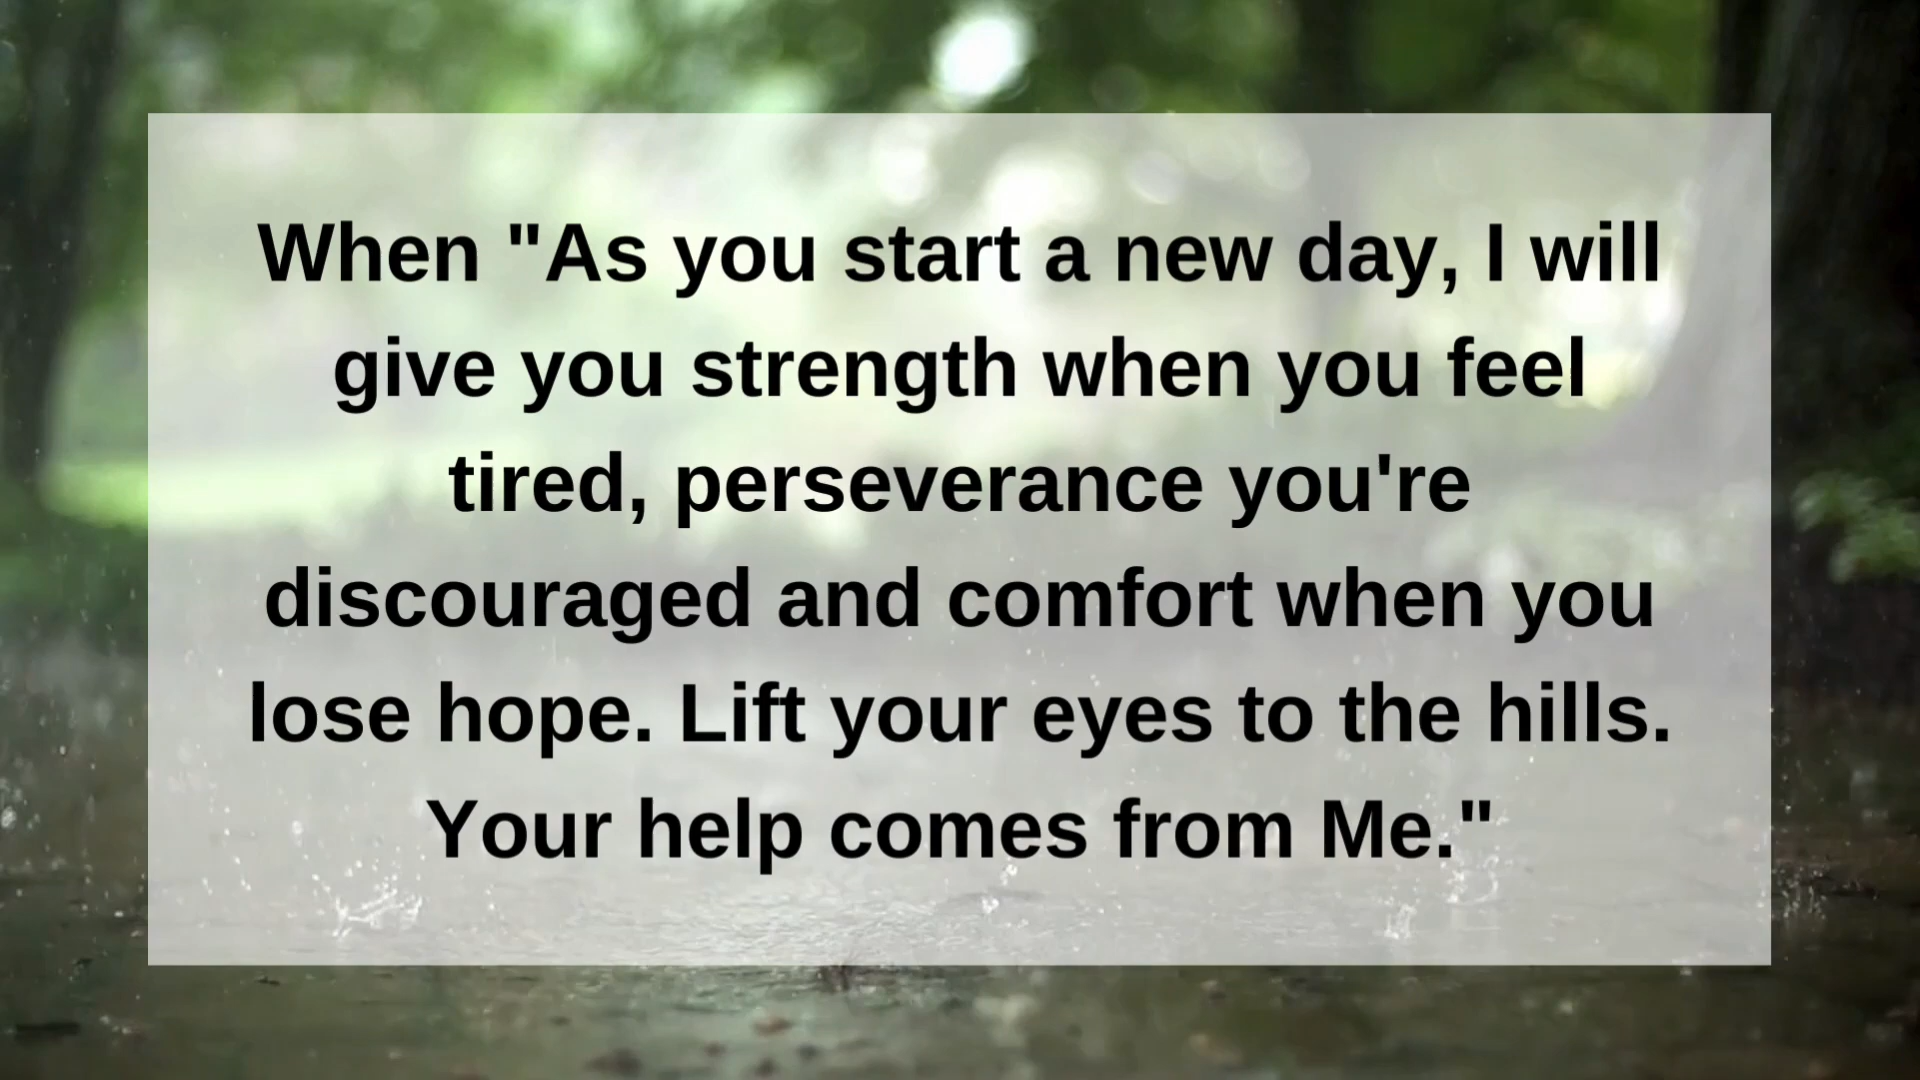 When "As you start a new day, I will
give you strength when you feel
tired, perseverance you're
discouraged and comfort when you
lose hope. Lift your eyes to the hills.
Your help comes from Me."